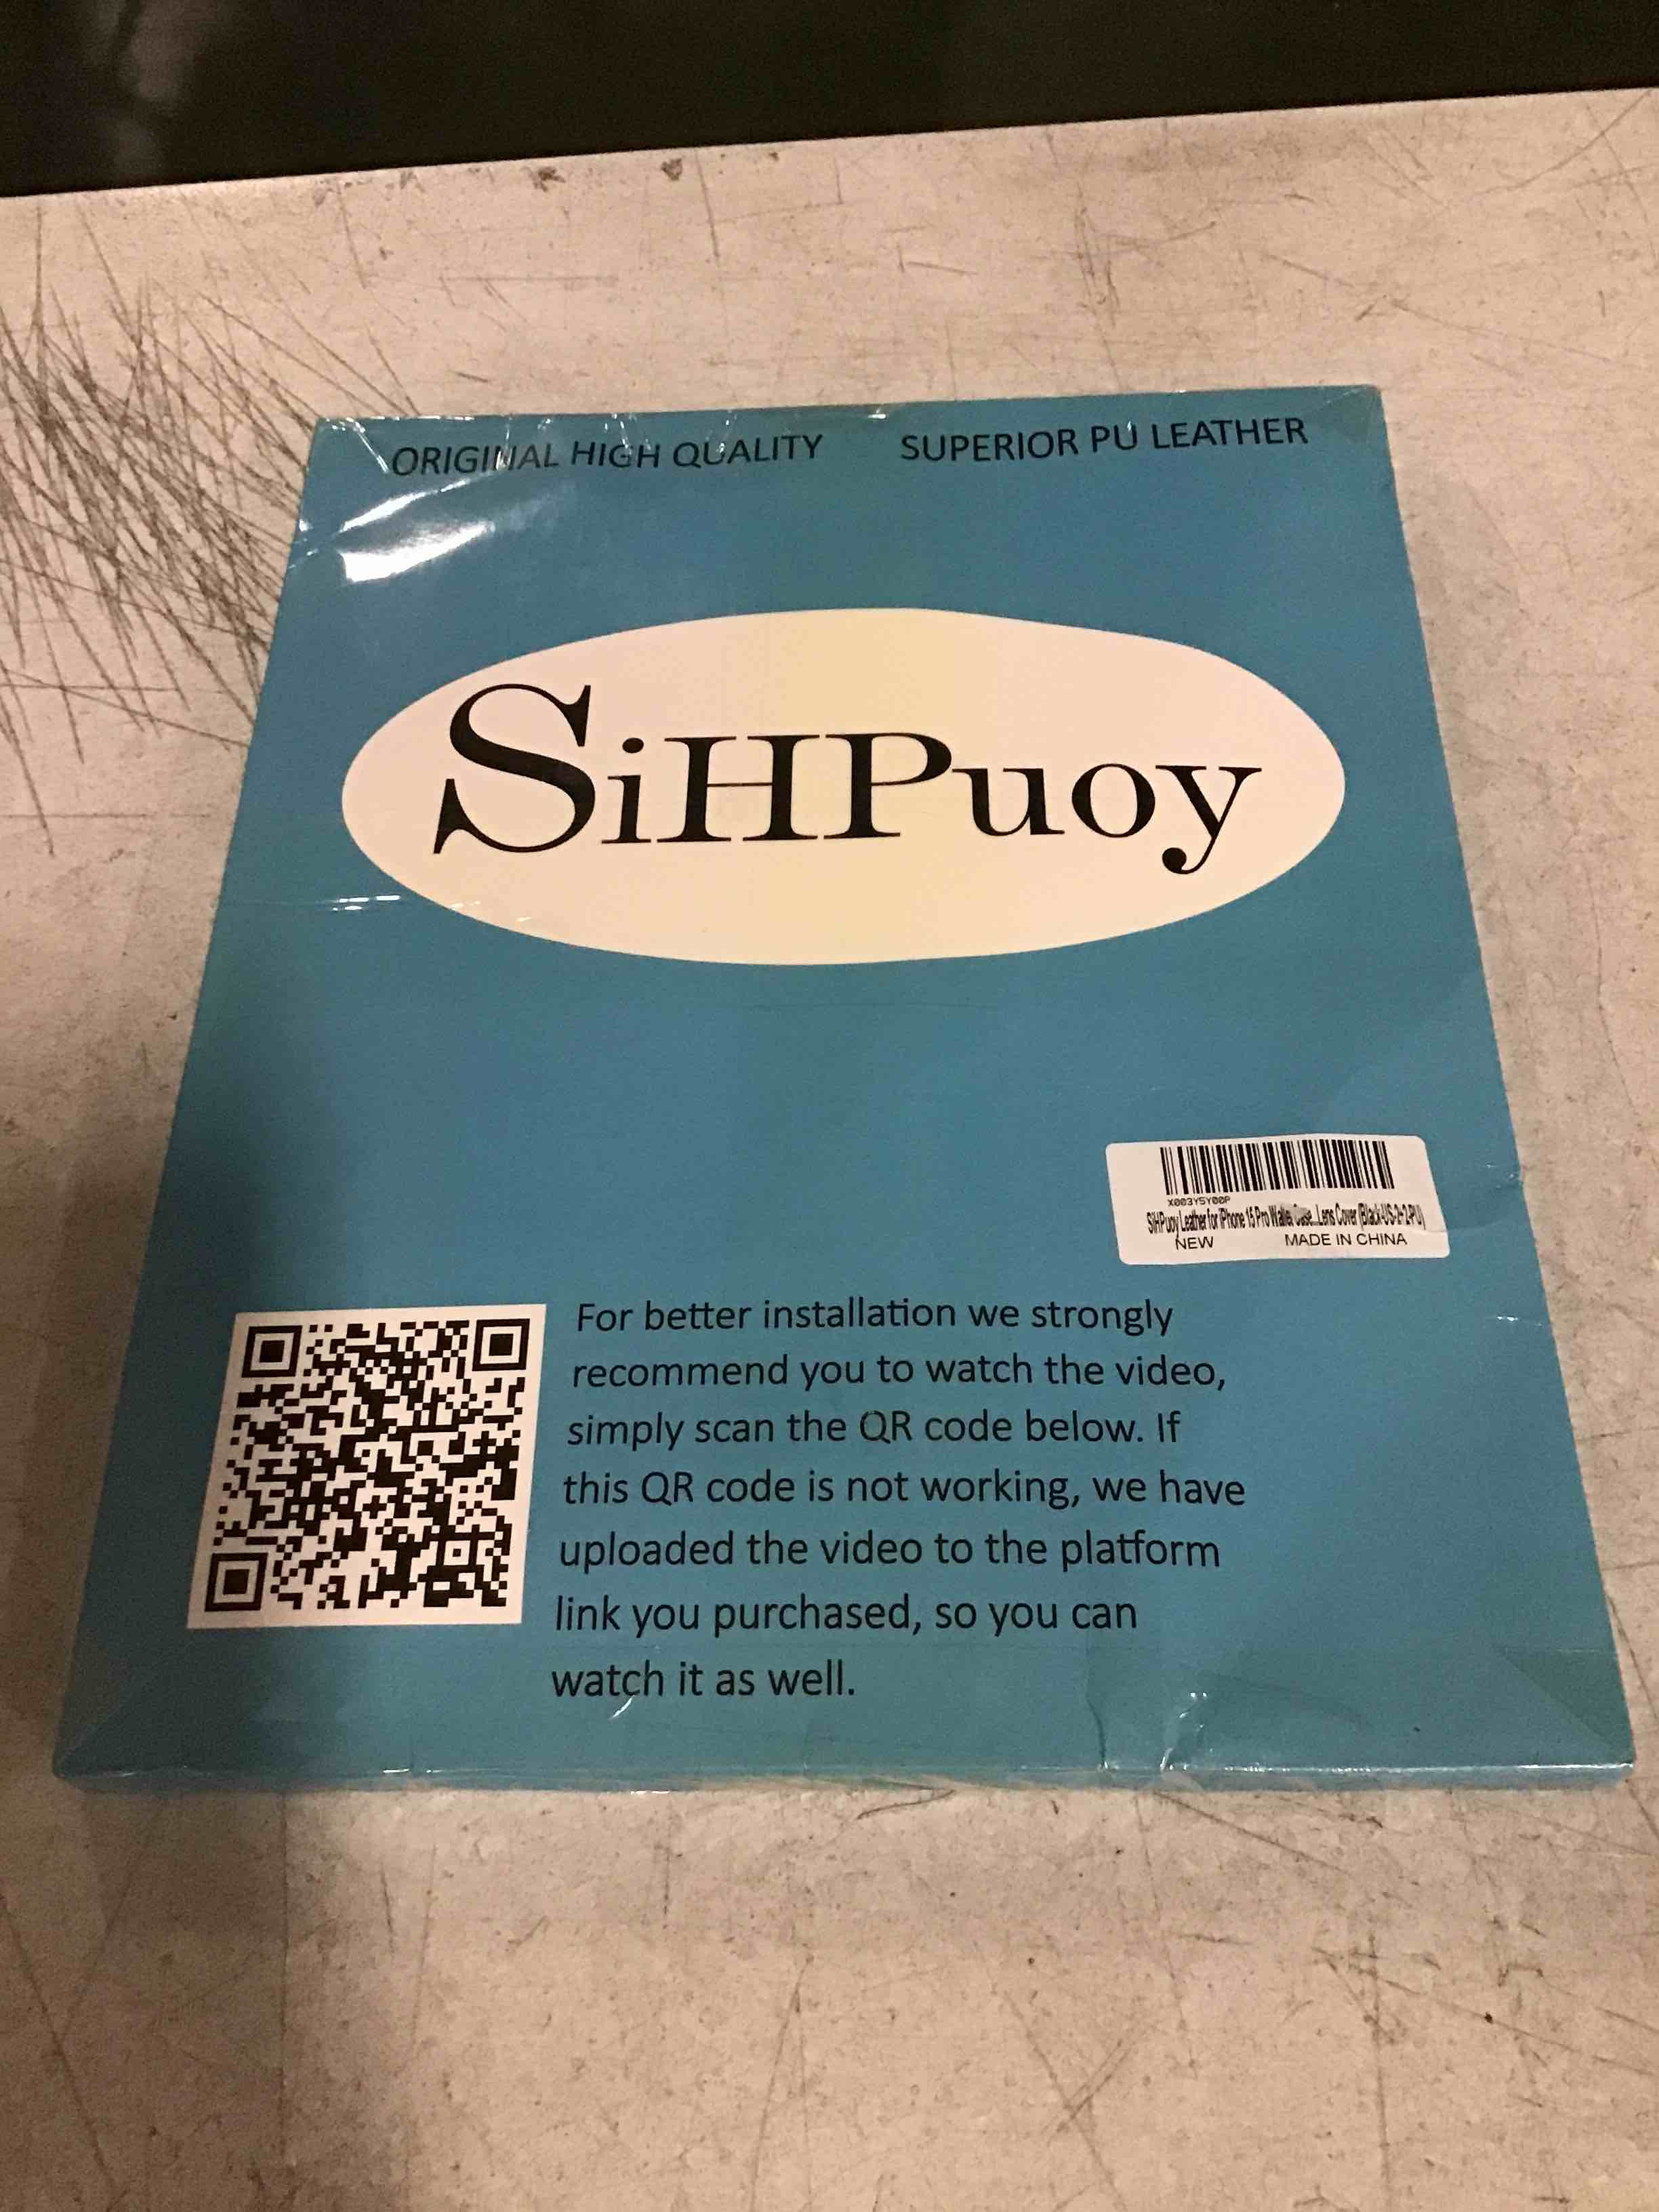 ORIGINAL HIGH QUALITY SUPERIOR PU LEATHER
SiHPuoy
X003Y5Y00P
SiHPuoy Leather for iPhone 15 Pro Wallet Case...Lens Cover (Black-US-2-2-PU)
NEW MADE IN CHINA
For better installation we strongly
recommend you to watch the video,
simply scan the QR code below. If
this QR code is not working, we have
uploaded the video to the platform
link you purchased, so you can
watch it as well.